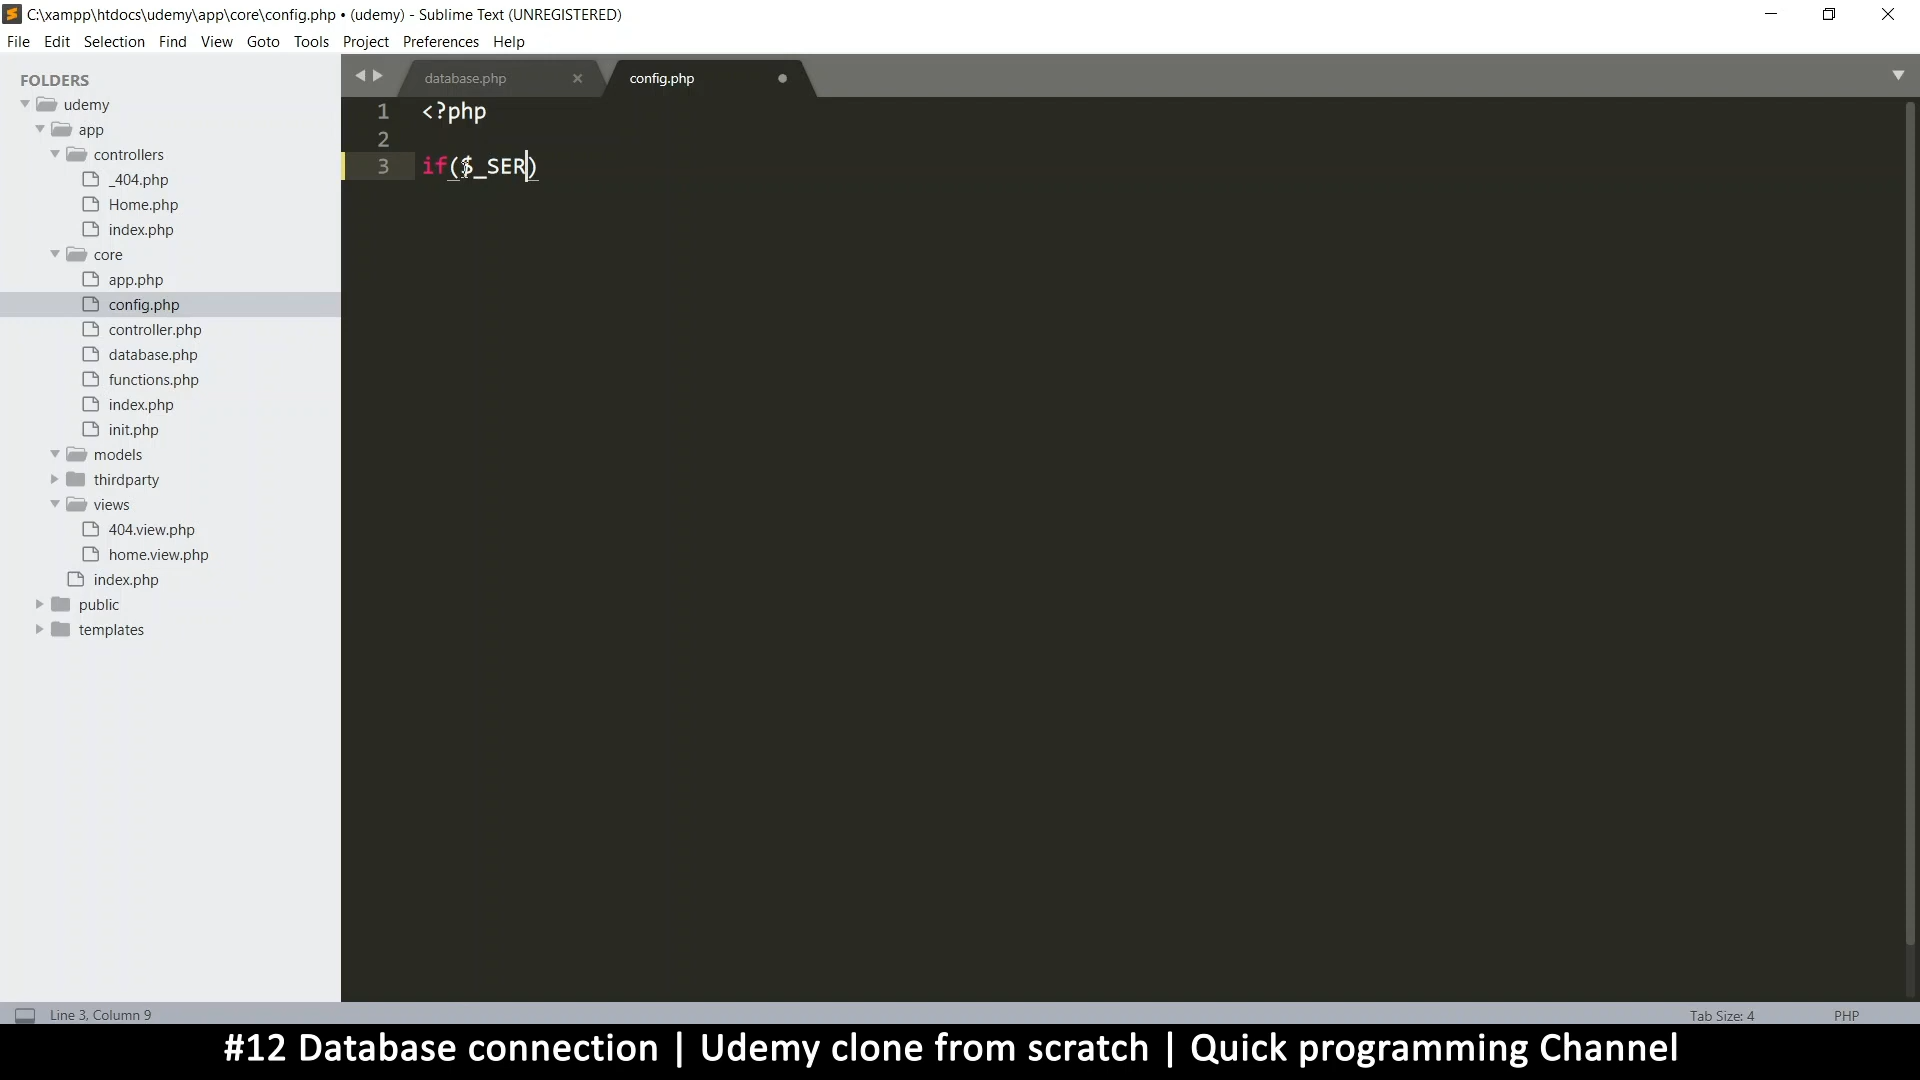 C:\xampp\htdocs\udemy\app\core\config.php • (udemy) - Sublime Text (UNREGISTERED)
File Edit Selection Find View Goto Tools Project Preferences Help
FOLDERS
udemy
app
controllers
_404.php
Home.php
index.php
core
app.php
config.php
controller.php
database.php
functions.php
index.php
init.php
models
thirdparty
views
404.view.php
home.view.php
index.php
public
templates
database.php config.php
1 <?php
2
3 if($_SER)
Line 3, Column 9 Tab Size: 4 PHP
#12 Database connection | Udemy clone from scratch | Quick programming Channel